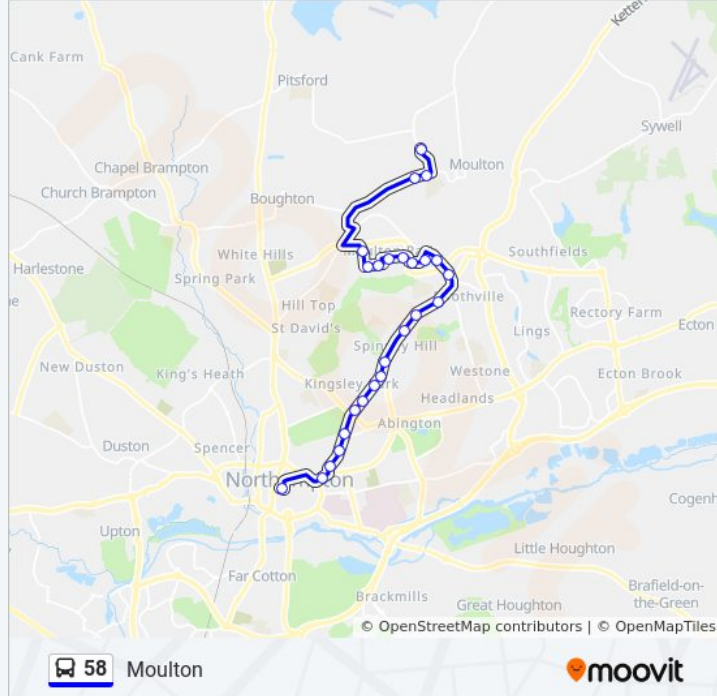 Kettering
Cank Farm
Pitsford
Sywell
Moulton
Chapel Brampton
Church Brampton
Boughton
White Hills
Southfields
Harlestone
Spring Park
Hill Top
Rectory Farm
St David's
Lings
Ecton
Spinney Hill
New Duston
King's Heath
Westone
Kingsley Park
Ecton Brook
Headlands
Abington
Duston
Spencer
Northampton
Upton
Little Houghton
Far Cotton
Brackmills
Great Houghton
Brafield-on-
the-Green
© OpenStreetMap contributors | © OpenMapTiles
58 Moulton
moovit